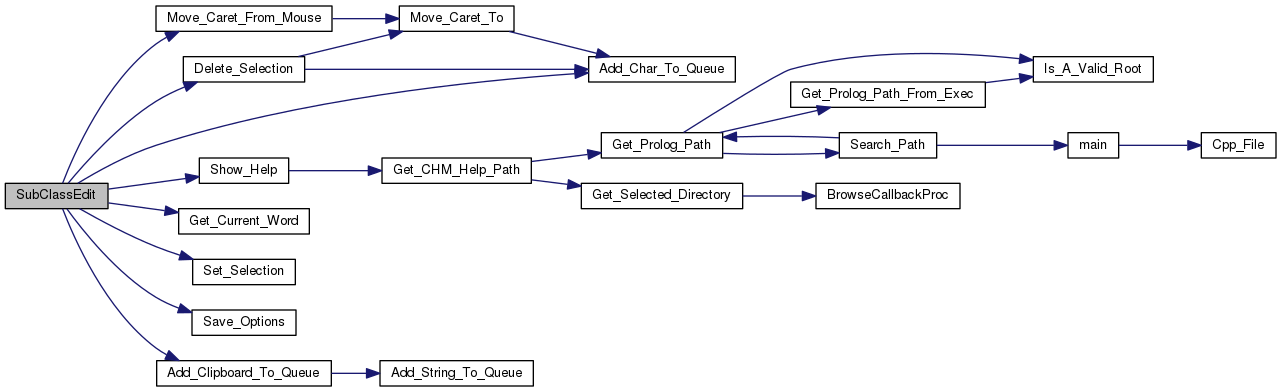 Move_Caret_From_Mouse
Move_Caret_To
Delete_Selection
Add_Char_To_Queue
Is_A_Valid_Root
Get_Prolog_Path_From_Exec
Get_Prolog_Path
Search_Path
main
Cpp_File
Show_Help
Get_CHM_Help_Path
SubClassEdit
Get_Selected_Directory
BrowseCallbackProc
Get_Current_Word
Set_Selection
Save_Options
Add_Clipboard_To_Queue
Add_String_To_Queue